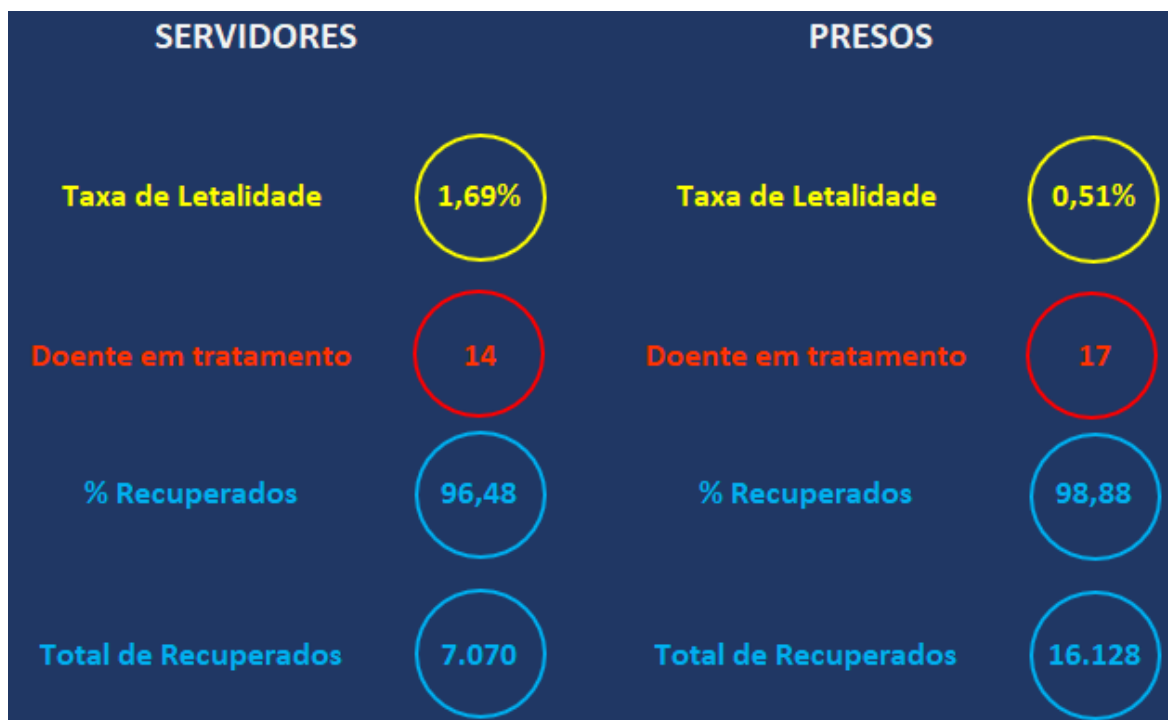 SERVIDORES
PRESOS
Taxa de Letalidade
1,69%
Taxa de Letalidade
0,51%
Doente em tratamento
14
Doente em tratamento
17
% Recuperados
96,48
% Recuperados
98,88
Total de Recuperados
7.070
Total de Recuperados
16.128